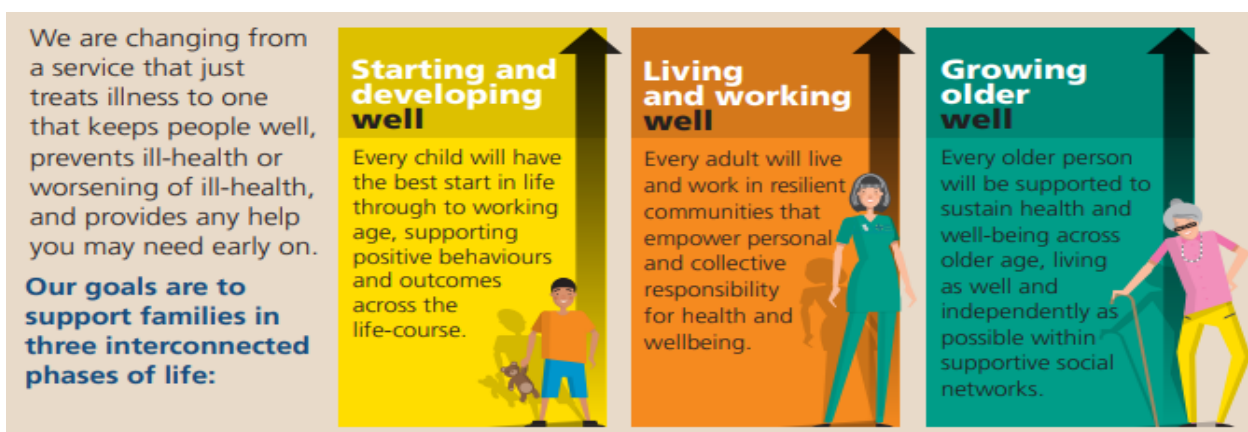 We are changing from
a service that just
treats illness to one
that keeps people well,
prevents ill-health or
worsening of ill-health,
and provides any help
you may need early on.
Our goals are to
support families in
three interconnected
phases of life:
Starting and
developing
well
Every child will have
the best start in life
through to working
age, supporting
positive behaviours
and outcomes
across the
life-course.
Living
and working
well
Every adult will live
and work in resilient
communities that
empower personal
and collective
responsibility
for health and
wellbeing.
Growing
older
well
Every older person
will be supported to
sustain health and
well-being across
older age, living
as well and
independently as
possible within
supportive social
networks.